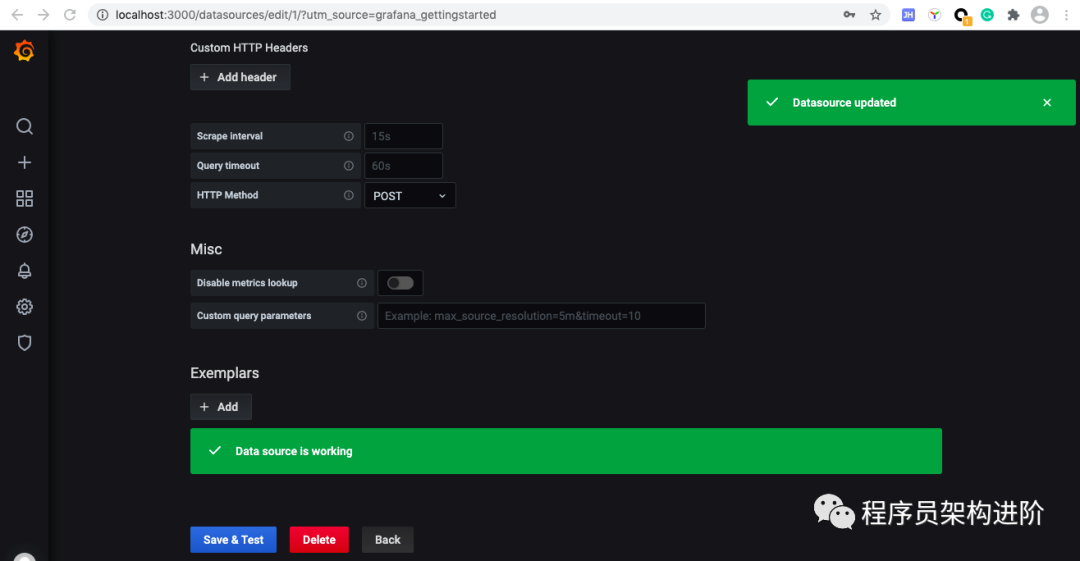 localhost:3000/datasources/edit/1/?utm_source=grafana_gettingstarted
JH
1
Custom HTTP Headers
+ Add header
Datasource updated
Scrape interval
15s
Query timeout
60s
HTTP Method
POST
Misc
Disable metrics lookup
Custom query parameters
Example: max_source_resolution=5m&timeout=10
Exemplars
+ Add
Data source is working
程序员架构进阶
Save & Test
Delete
Back